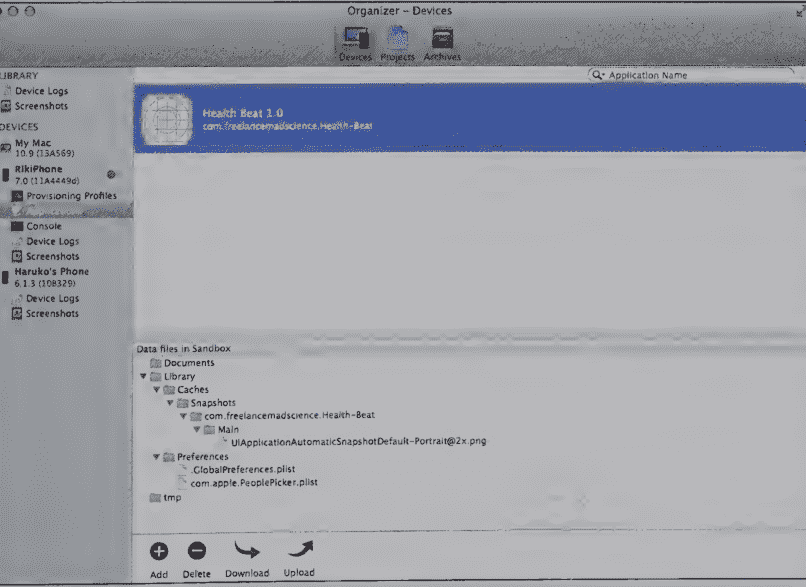 Organizer – Devices
Devices Projects Archives
Application Name
LIBRARY
Device Logs
Screenshots
DEVICES
My Mac
10.9 (13A569)
RikiPhone
7.0 (11A4449d)
Provisioning Profiles
Console
Device Logs
Screenshots
Haruko's Phone
6.1.3 (10B329)
Device Logs
Screenshots
Health Beat 1.0
com.freelancemadscience.Health-Beat
Data files in Sandbox
Documents
Library
Caches
Snapshots
com.freelancemadscience.Health-Beat
Main
UIApplicationAutomaticSnapshotDefault-Portrait@2x.png
Preferences
.GlobalPreferences.plist
com.apple.PeoplePicker.plist
tmp
Add Delete Download Upload